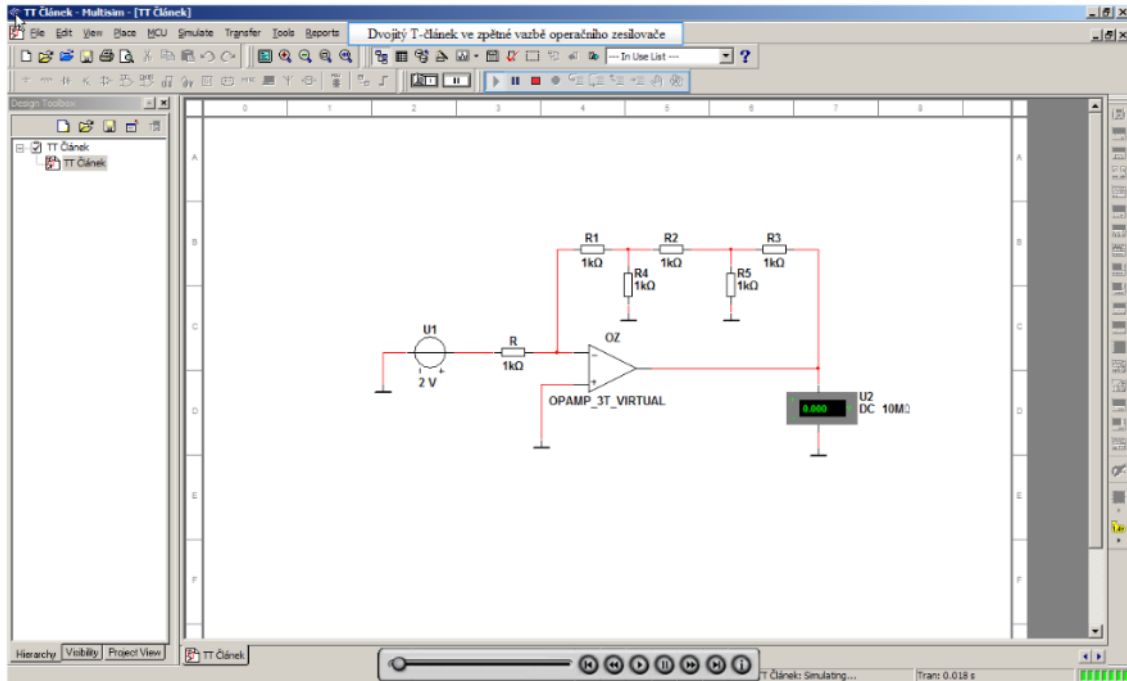 TT Článek - Multisim - [TT Článek]
File Edit View Place MCU Simulate Transfer Tools Reports
Dvojitý T-článek ve zpětné vazbě operačního zesilovače
--- In Use List ---
Design Toolbox
TT Článek
TT Článek
0 1 2 3 4 5 6 7 8
A A
B B
R1 R2 R3
1kΩ 1kΩ 1kΩ
R4 R5
1kΩ 1kΩ
C C
U1 R OZ
1kΩ
2 V
OPAMP_3T_VIRTUAL
U2
0.000 DC 10MΩ
D D
E E
F F
Hierarchy Visibility Project View
TT Článek
TT Článek: Simulating... Tran: 0.018 s